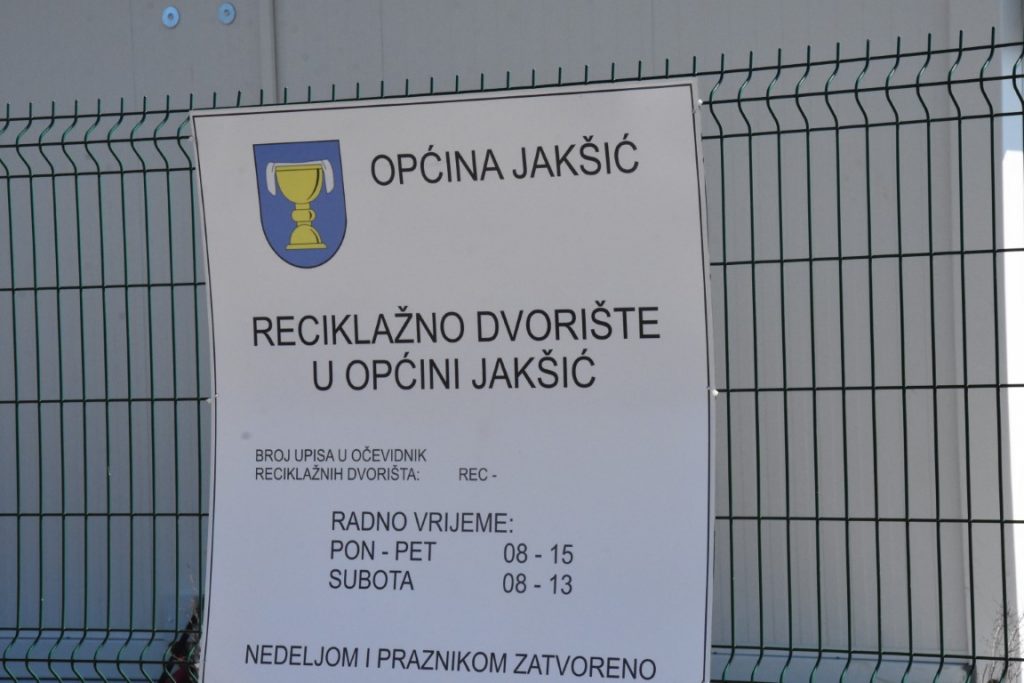 OPĆINA JAKŠIĆ
RECIKLAŽNO DVORIŠTE
U OPĆINI JAKŠIĆ
BROJ UPISA U OČEVIDNIK
RECIKLAŽNIH DVORIŠTA: REC -
RADNO VRIJEME:
PON - PET 08 - 15
SUBOTA 08 - 13
NEDELJOM I PRAZNIKOM ZATVORENO